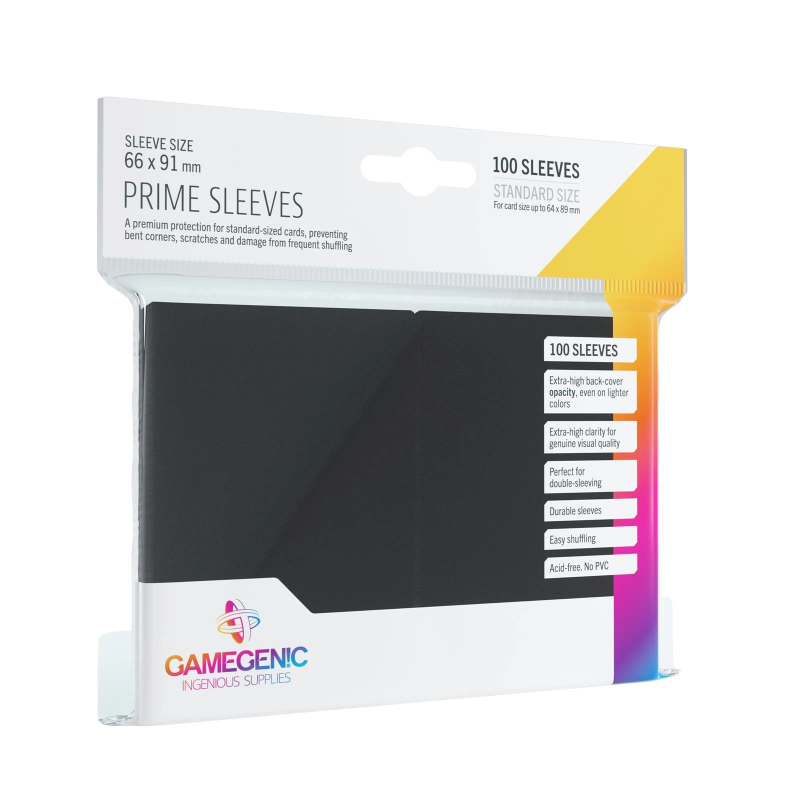 SLEEVE SIZE
66 x 91 mm
PRIME SLEEVES
A premium protection for standard-sized cards, preventing
bent corners, scratches and damage from frequent shuffling
100 SLEEVES
STANDARD SIZE
For card size up to 64 x 89 mm
100 SLEEVES
Extra-high back-cover
opacity, even on lighter
colors
Extra-high clarity for
genuine visual quality
Perfect for
double-sleeving
Durable sleeves
Easy shuffling
Acid-free. No PVC
GAMEGEN!C
INGENIOUS SUPPLIES